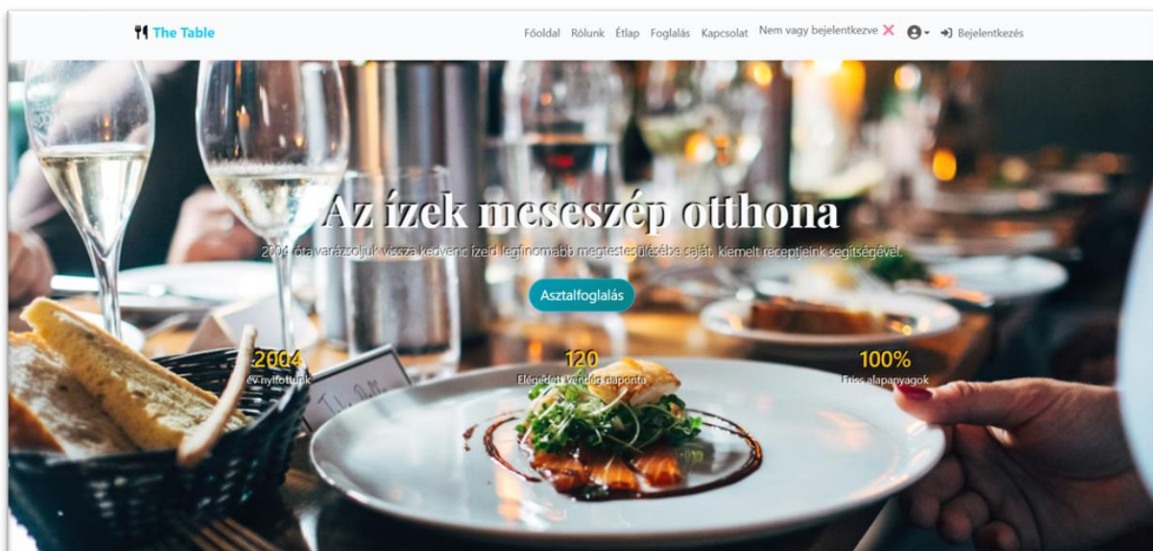 The Table
Főoldal Rólunk Étlap Foglalás Kapcsolat Nem vagy bejelentkezve ❌ Bejelentkezés
Az ízek meseszép otthona
2004 óta varázsoljuk vissza kedvenc ízeid legfinomabb megtestesülésébe saját, kiemelt receptjeink segítségével.
Asztalfoglalás
2004 120 100%
év nyitottunk Elégedett vendég naponta Friss alapanyagok